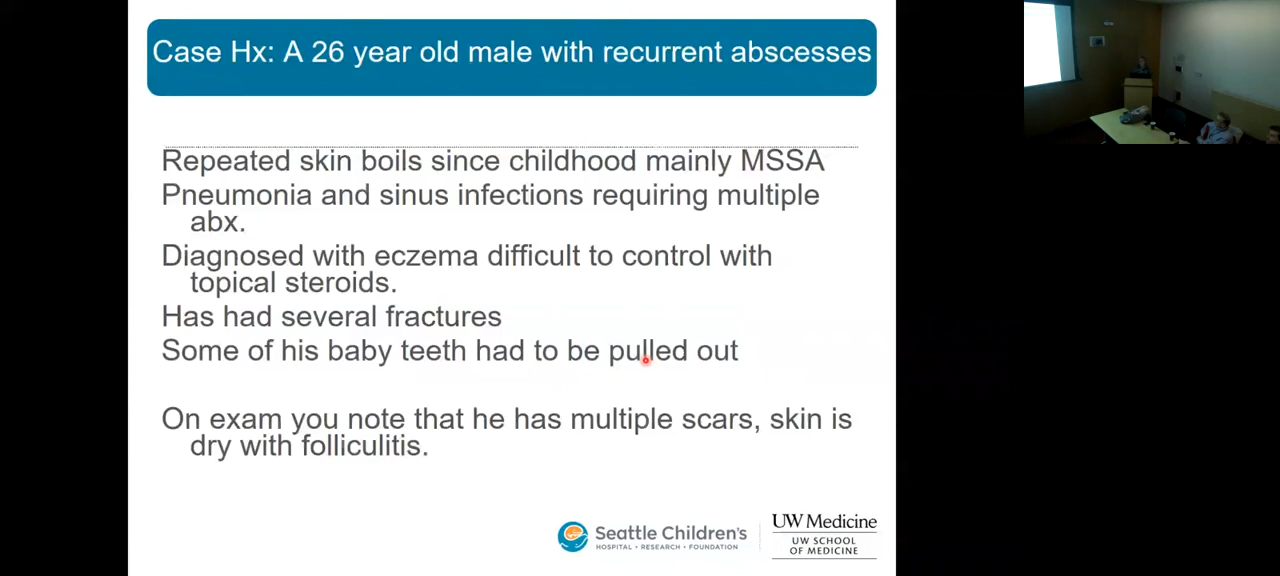 Case Hx: A 26 year old male with recurrent abscesses
Repeated skin boils since childhood mainly MSSA
Pneumonia and sinus infections requiring multiple
abx.
Diagnosed with eczema difficult to control with
topical steroids.
Has had several fractures
Some of his baby teeth had to be pulled out
On exam you note that he has multiple scars, skin is
dry with folliculitis.
Seattle Children's
HOSPITAL • RESEARCH • FOUNDATION
UW Medicine
UW SCHOOL
OF MEDICINE